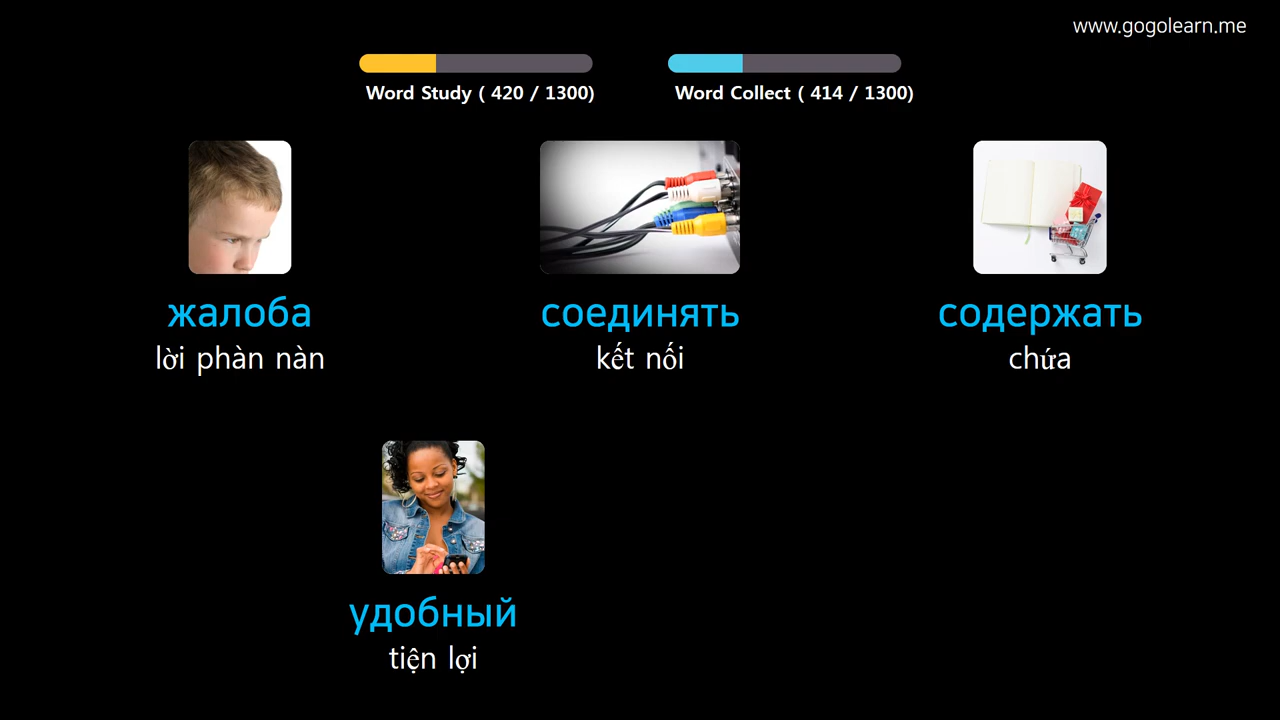 www.gogolearn.me
Word Study ( 420 / 1300)
Word Collect ( 414 / 1300)
жалоба
lời phàn nàn
соединять
kết nối
содержать
chứa
удобный
tiện lợi